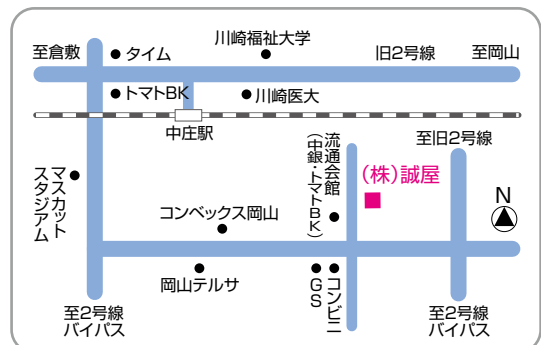 至倉敷
タイム
川崎福祉大学
旧2号線
至岡山
トマトBK
川崎医大
中庄駅
至旧2号線
マスカット
スタジアム
流通会館
(中銀・トマトBK)
(株)誠屋
N
コンベックス岡山
岡山テルサ
GS
コンビニ
至2号線
バイパス
至2号線
バイパス